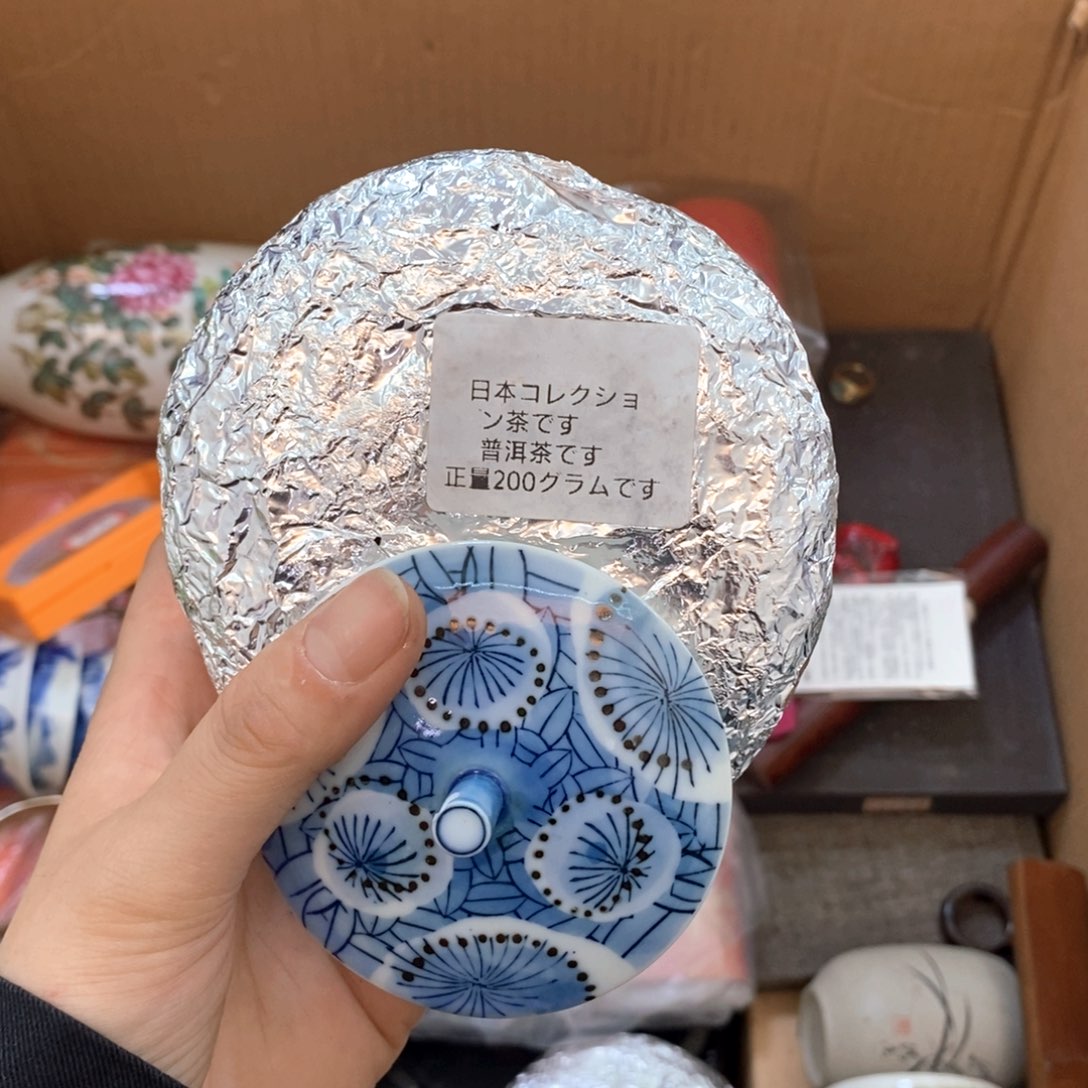 日本コレクショ
ン茶です
普洱茶です
正量200グラムです